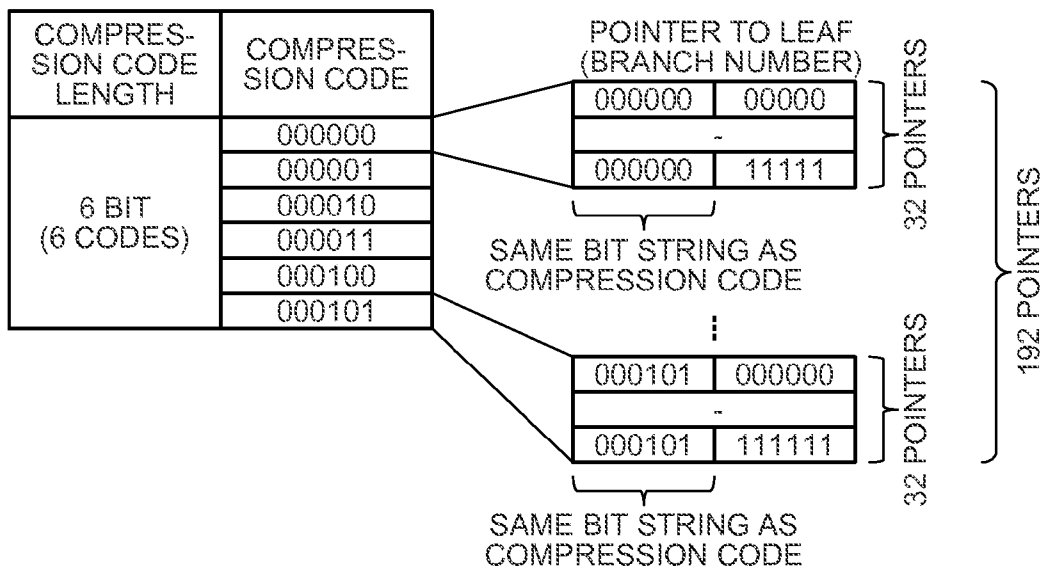 COMPRES-
SION CODE
LENGTH
COMPRES-
SION CODE
6 BIT
(6 CODES)
000000
000001
000010
000011
000100
000101
POINTER TO LEAF
(BRANCH NUMBER)
000000 00000
~
000000 11111
32 POINTERS
SAME BIT STRING AS
COMPRESSION CODE
000101 000000
~
000101 111111
32 POINTERS
SAME BIT STRING AS
COMPRESSION CODE
192 POINTERS